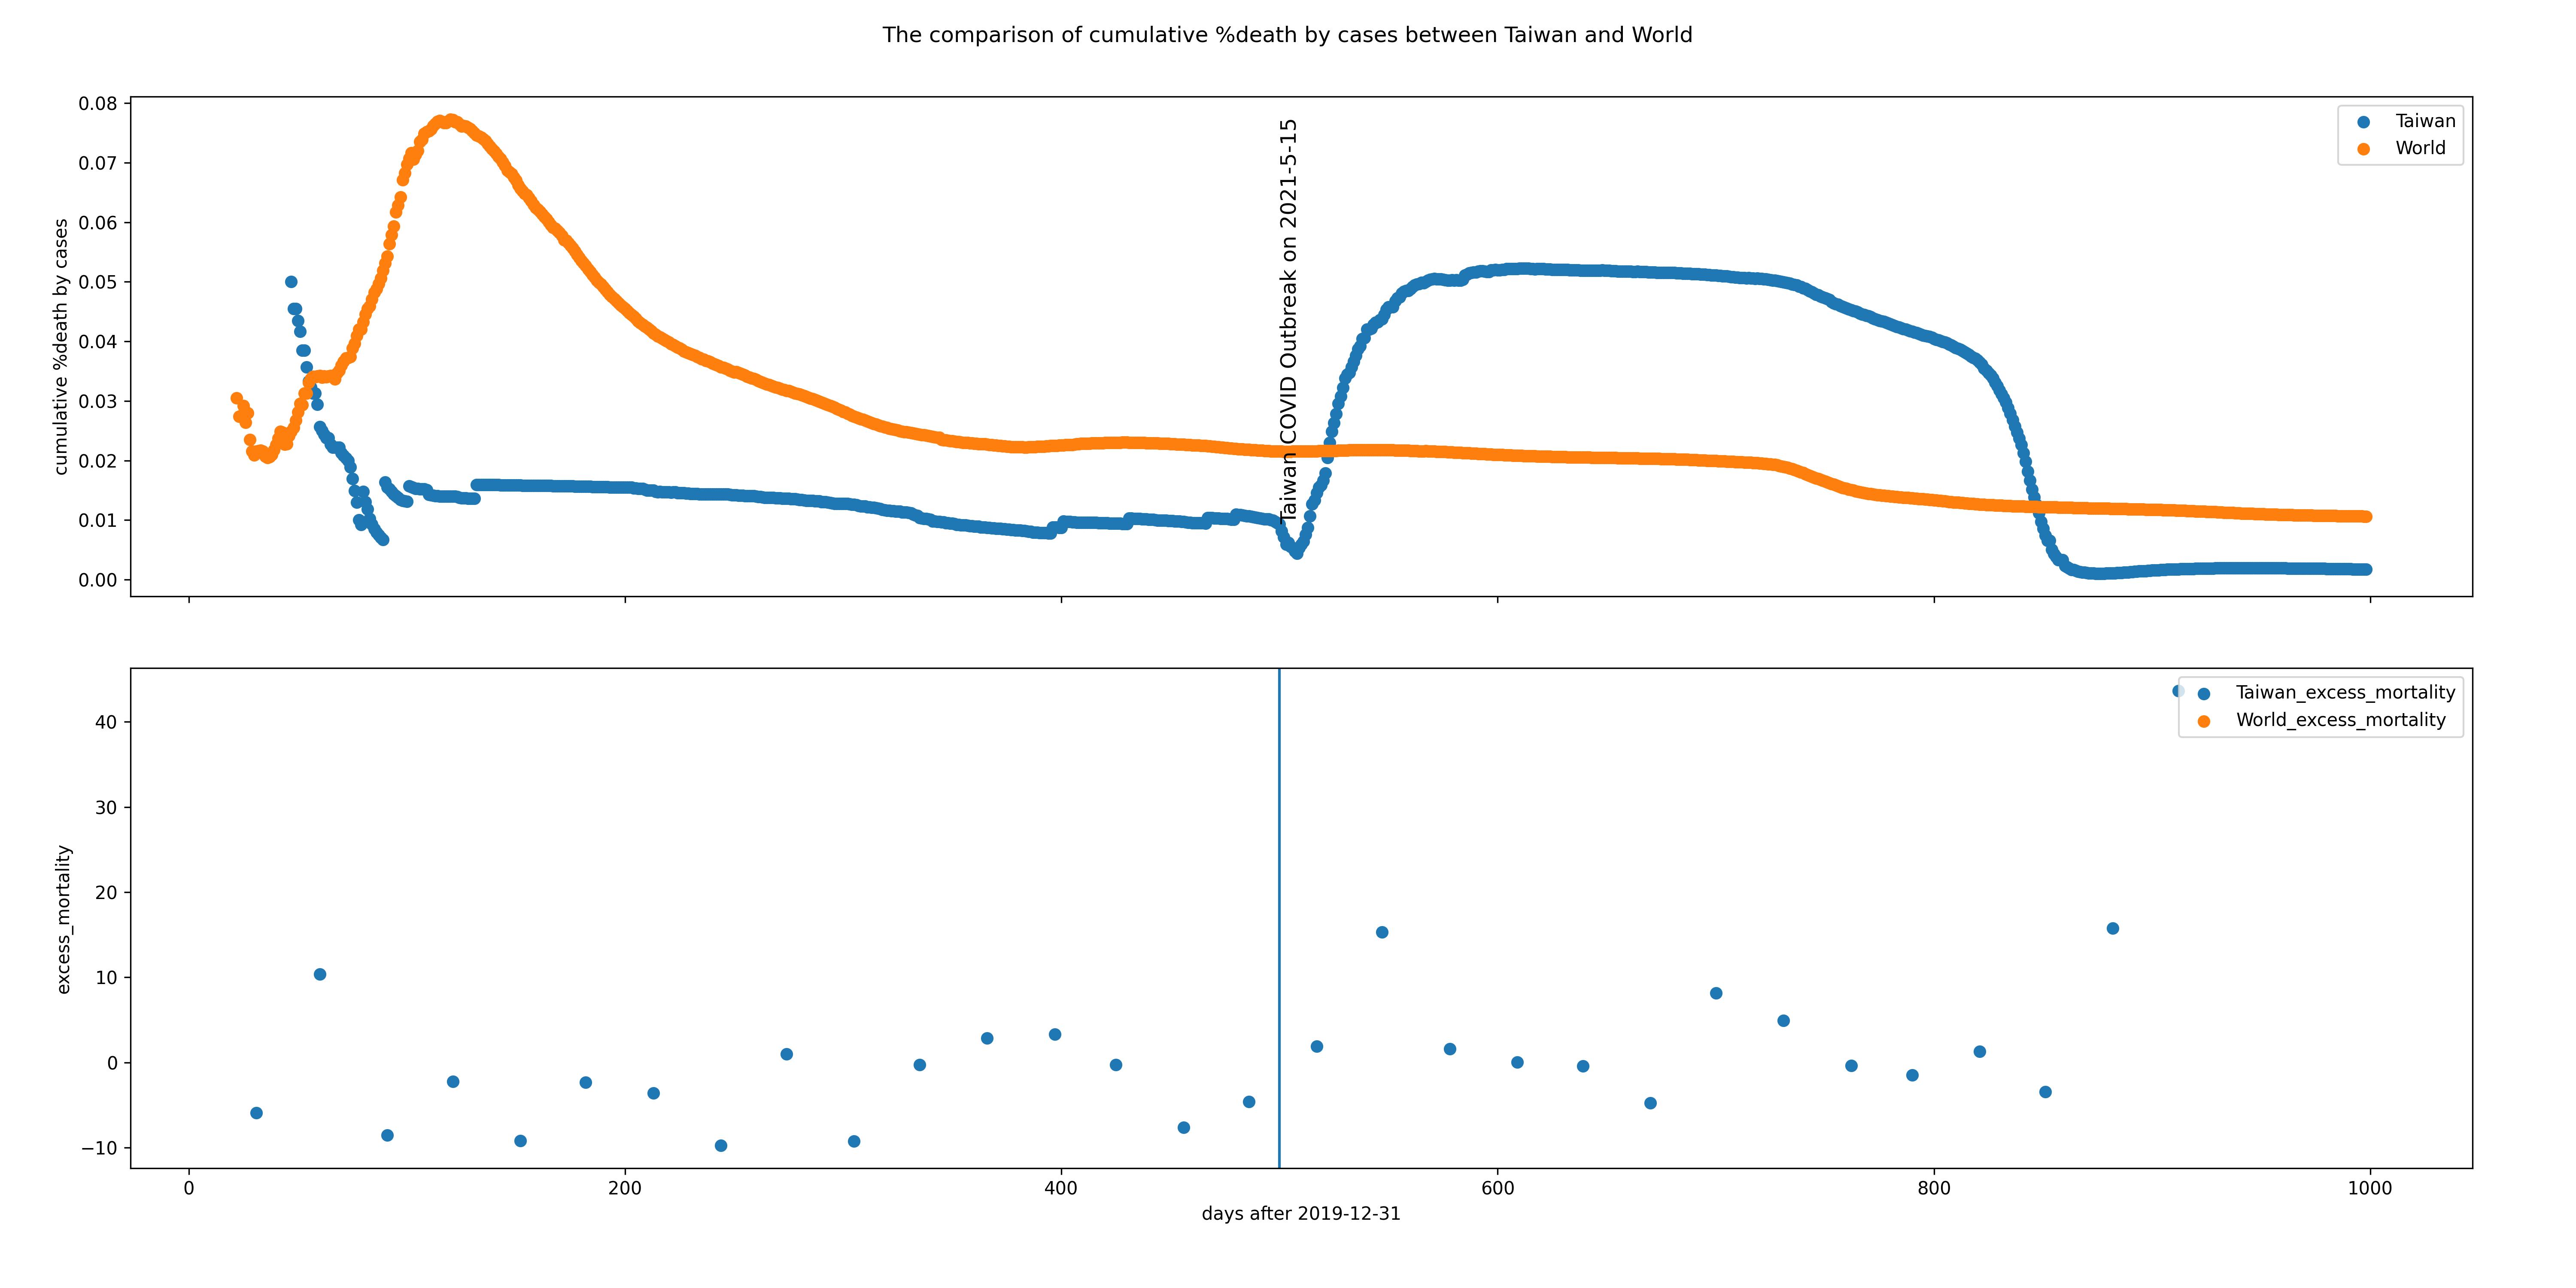 The comparison of cumulative %death by cases between Taiwan and World
cumulative %death by cases
0.08
0.07
0.06
0.05
0.04
0.03
0.02
0.01
0.00
Taiwan COVID Outbreak on 2021-5-15
Taiwan
World
excess_mortality
40
30
20
10
0
−10
Taiwan_excess_mortality
World_excess_mortality
0
200
400
600
800
1000
days after 2019-12-31